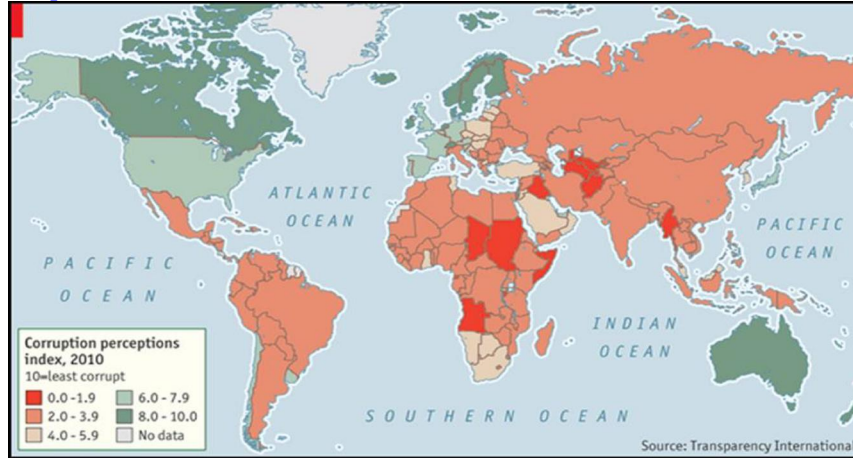 ATLANTIC
OCEAN
PACIFIC
OCEAN
PACIFIC
OCEAN
INDIAN
OCEAN
SOUTHERN OCEAN
Corruption perceptions
index, 2010
10=least corrupt
0.0 -1.9
6.0 - 7.9
2.0 - 3.9
8.0 - 10.0
4.0 - 5.9
No data
Source: Transparency International